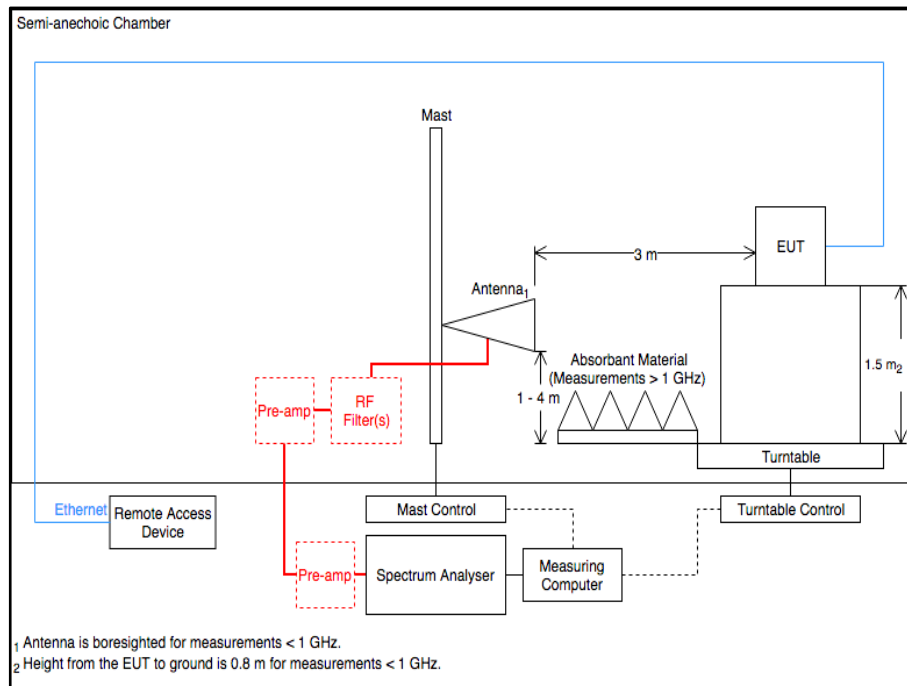 Semi-anechoic Chamber
Mast
EUT
3 m
Antenna1
Absorbant Material
(Measurements > 1 GHz)
1.5 m2
1 - 4 m
Pre-amp
RF
Filter(s)
Turntable
Ethernet
Remote Access
Device
Mast Control
Turntable Control
Pre-amp
Spectrum Analyser
Measuring
Computer
1 Antenna is boresighted for measurements < 1 GHz.
2 Height from the EUT to ground is 0.8 m for measurements < 1 GHz.